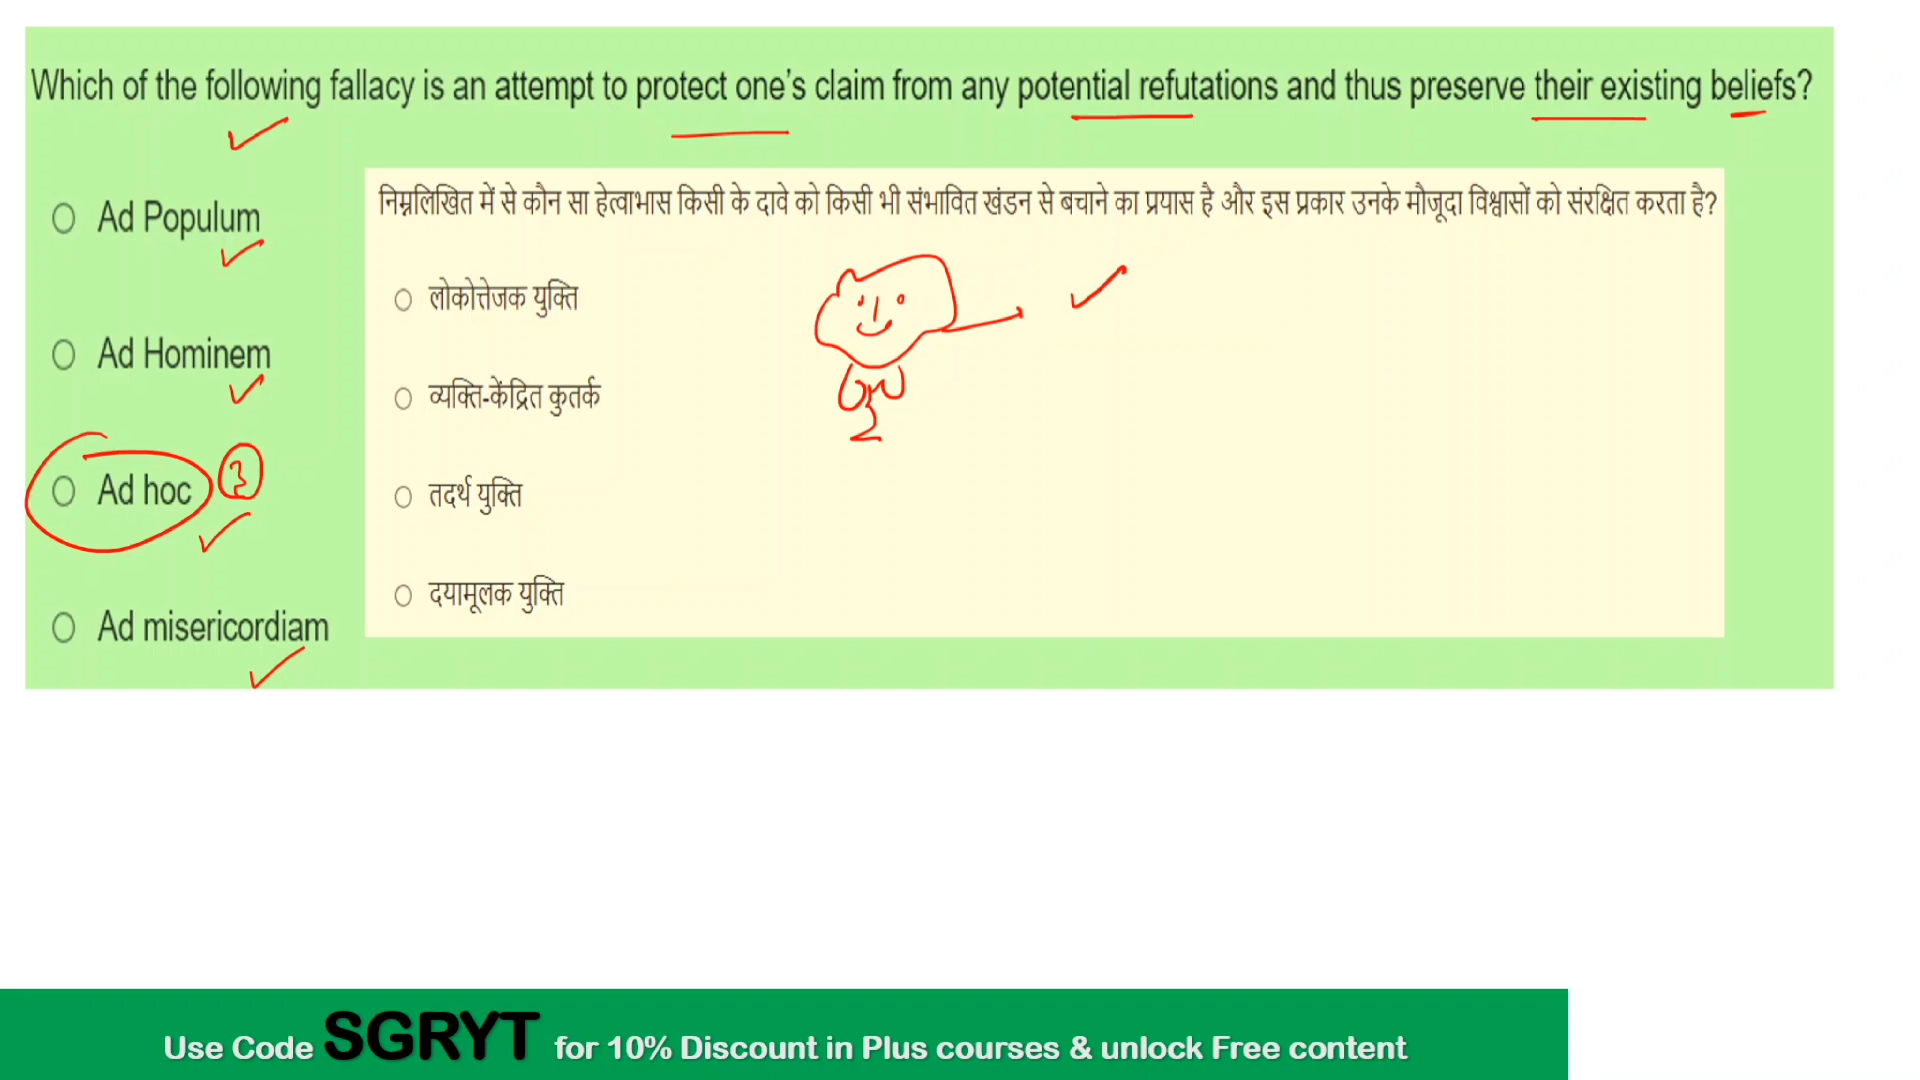 Which of the following fallacy is an attempt to protect one's claim from any potential refutations and thus preserve their existing beliefs?
Ad Populum
Ad Hominem
Ad hoc 3
Ad misericordiam
निम्नलिखित में से कौन सा हेत्वाभास किसी के दावे को किसी भी संभावित खंडन से बचाने का प्रयास है और इस प्रकार उनके मौजूदा विश्वासों को संरक्षित करता है?
लोकोत्तेजक युक्ति
व्यक्ति-केंद्रित कुतर्क
तदर्थ युक्ति
दयामूलक युक्ति
Use Code SGRYT for 10% Discount in Plus courses & unlock Free content